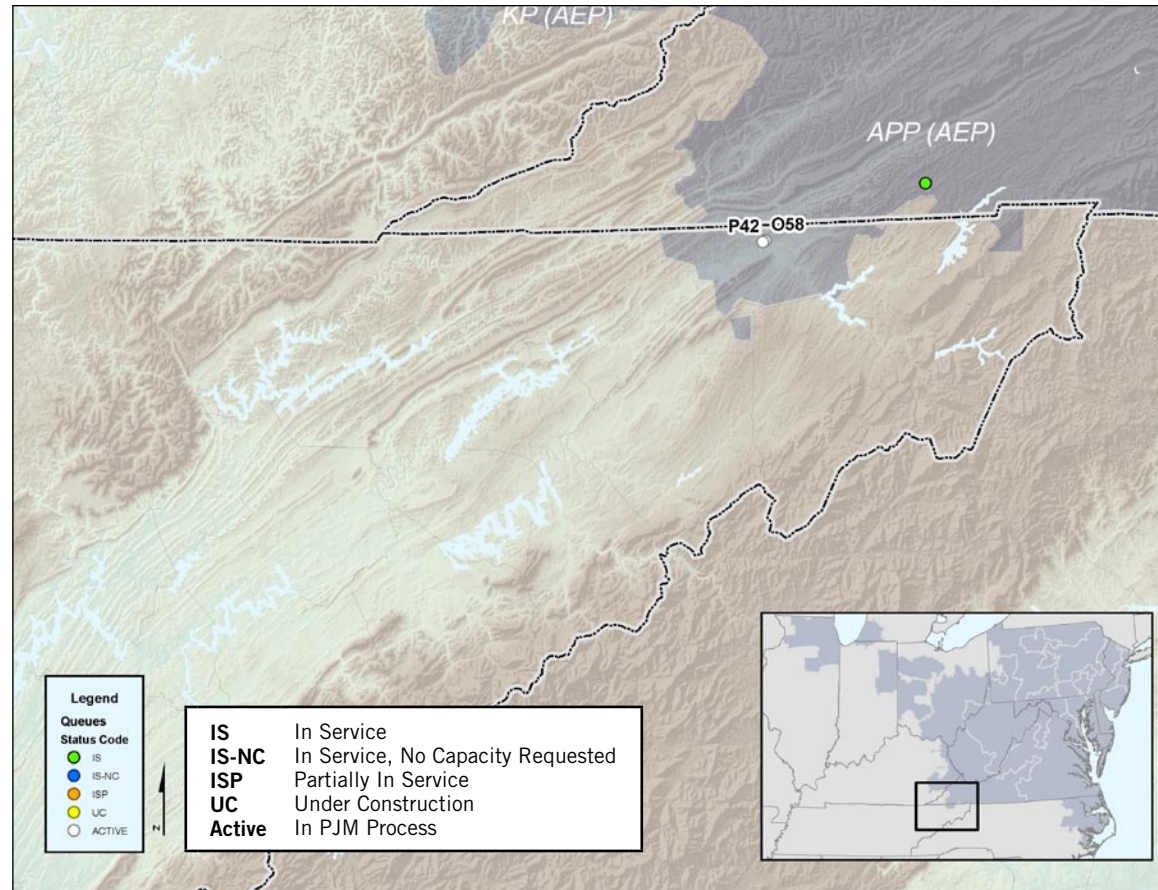 KP (AEP)
APP (AEP)
P42
O58
Legend
Queues
Status Code
IS
IS-NC
ISP
UC
ACTIVE
N
IS In Service
IS-NC In Service, No Capacity Requested
ISP Partially In Service
UC Under Construction
Active In PJM Process